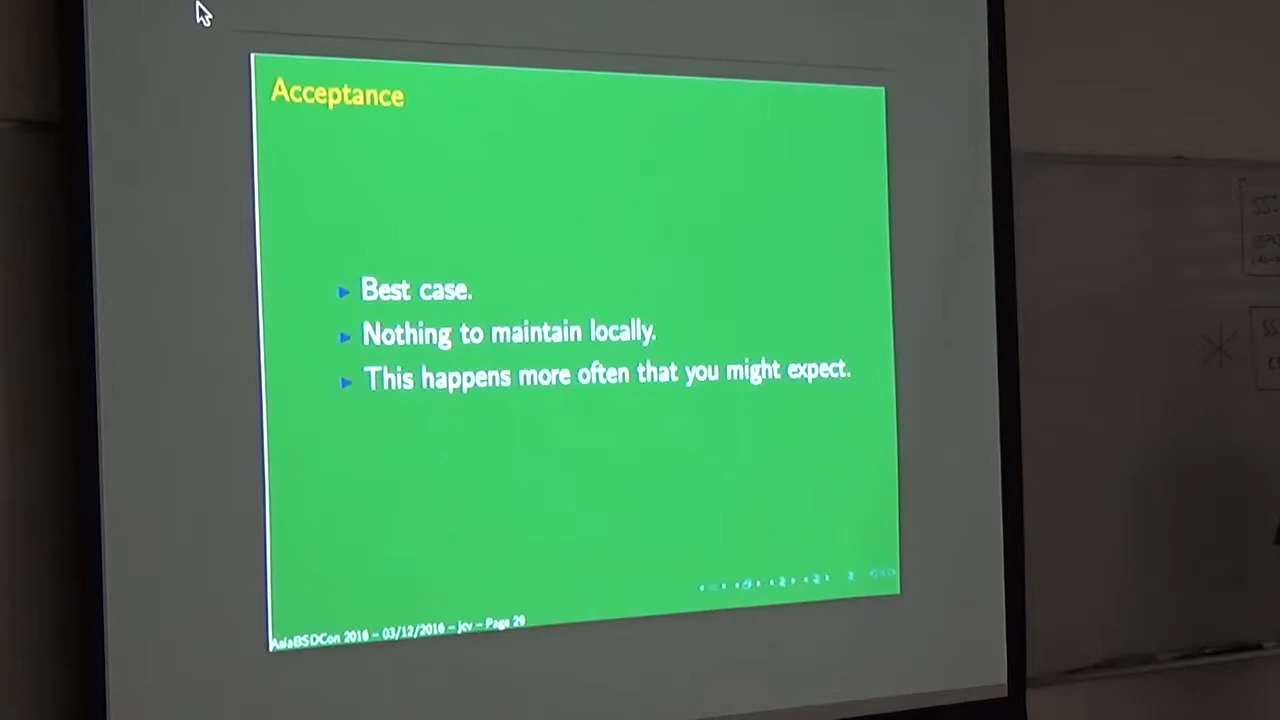 Acceptance
Best case.
Nothing to maintain locally.
This happens more often that you might expect.
AsiaBSDCon 2016 – 03/12/2016 – jcv – Page 29